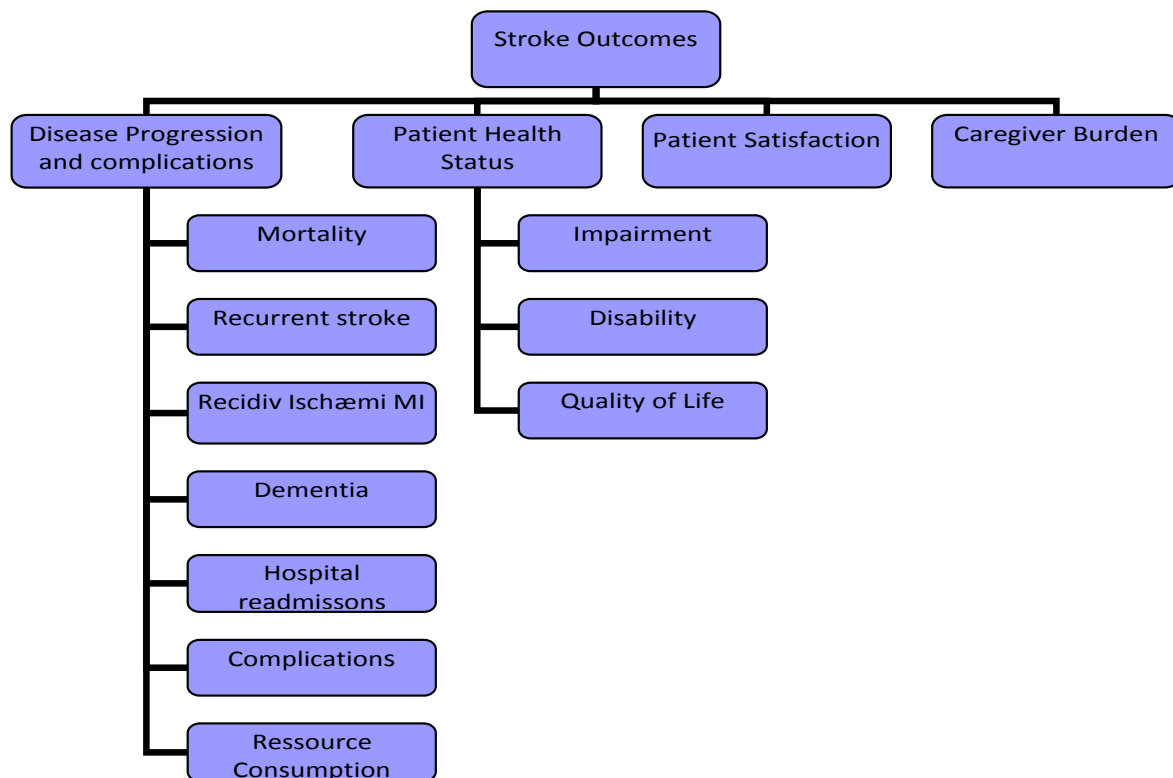 Stroke Outcomes
Disease Progression
and complications
Patient Health
Status
Patient Satisfaction
Caregiver Burden
Mortality
Recurrent stroke
Recidiv Ischæmi MI
Dementia
Hospital
readmissons
Complications
Ressource
Consumption
Impairment
Disability
Quality of Life